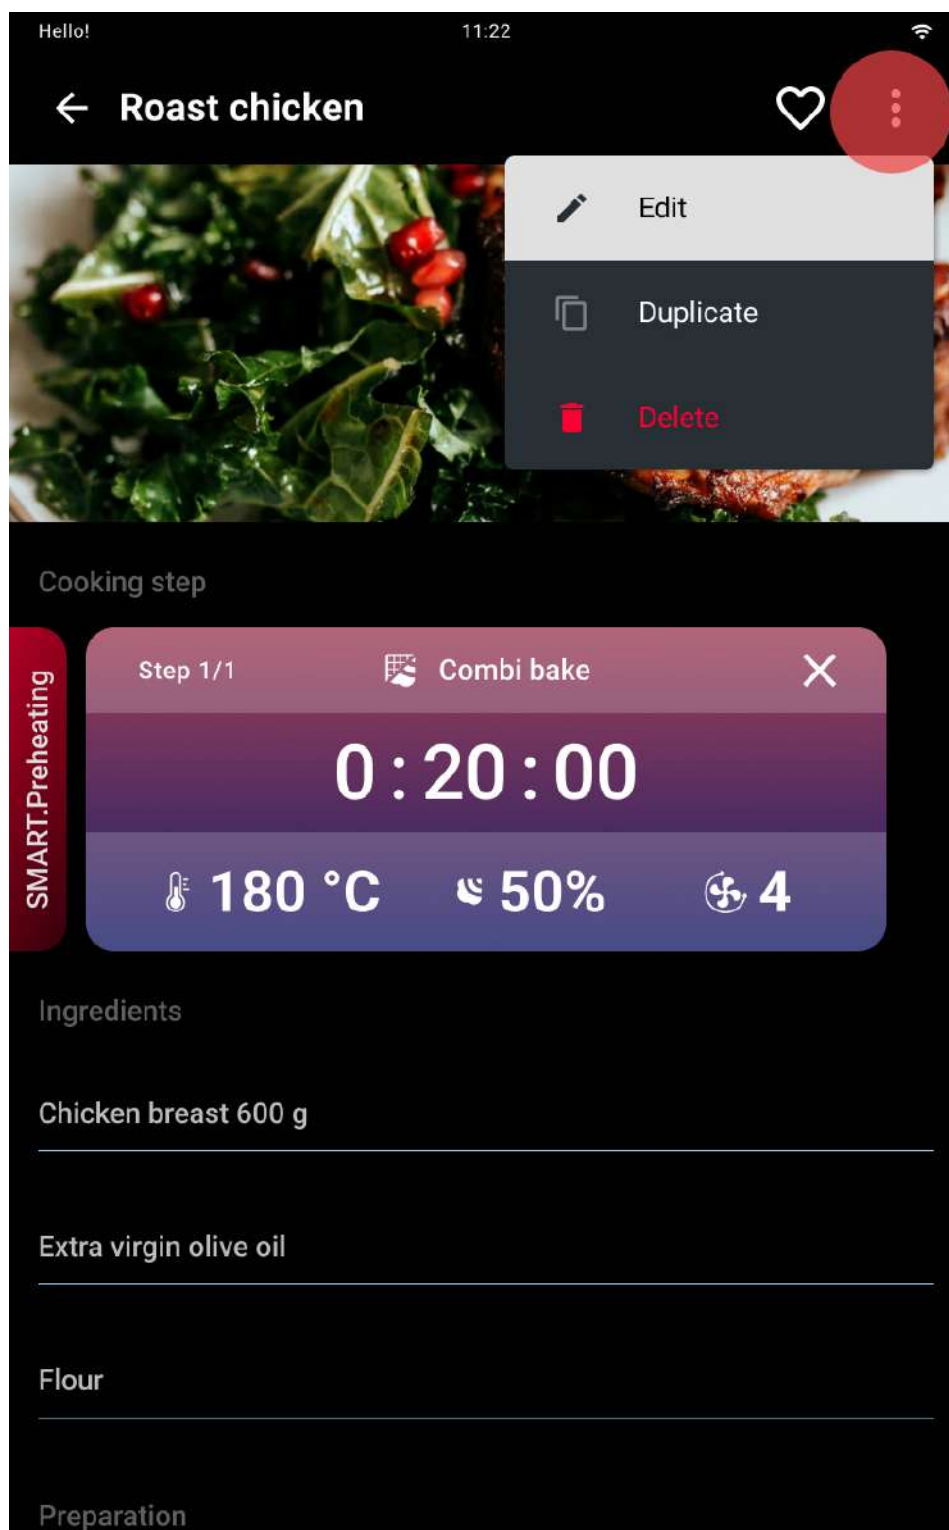 Hello! 11:22
Roast chicken
Edit
Duplicate
Delete
Cooking step
SMART.Preheating
Step 1/1 Combi bake
0:20:00
180 °C 50% 4
Ingredients
Chicken breast 600 g
Extra virgin olive oil
Flour
Preparation